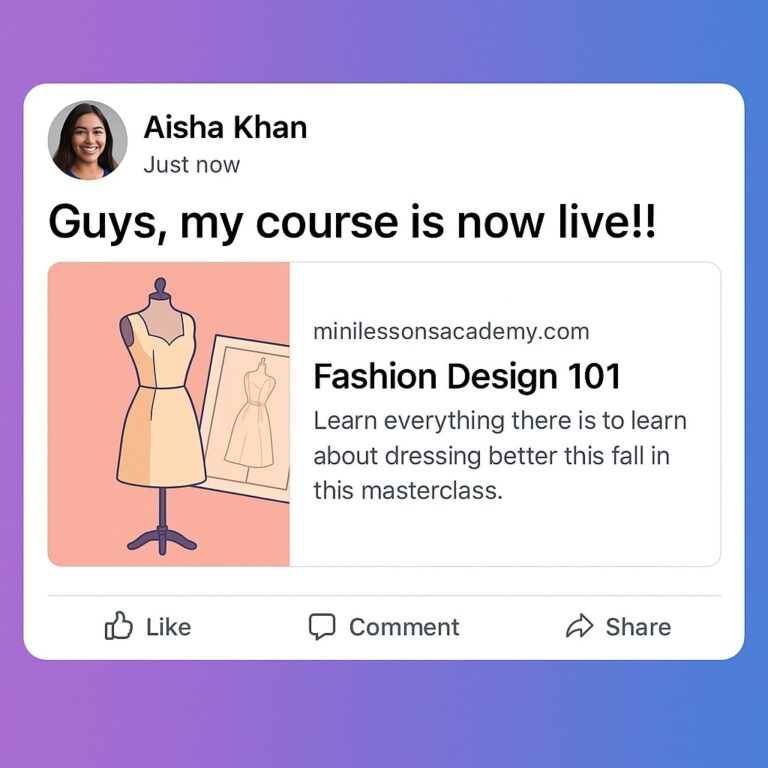 Aisha Khan
Just now
Guys, my course is now live!!
minilessonsacademy.com
Fashion Design 101
Learn everything there is to learn
about dressing better this fall in
this masterclass.
Like
Comment
Share